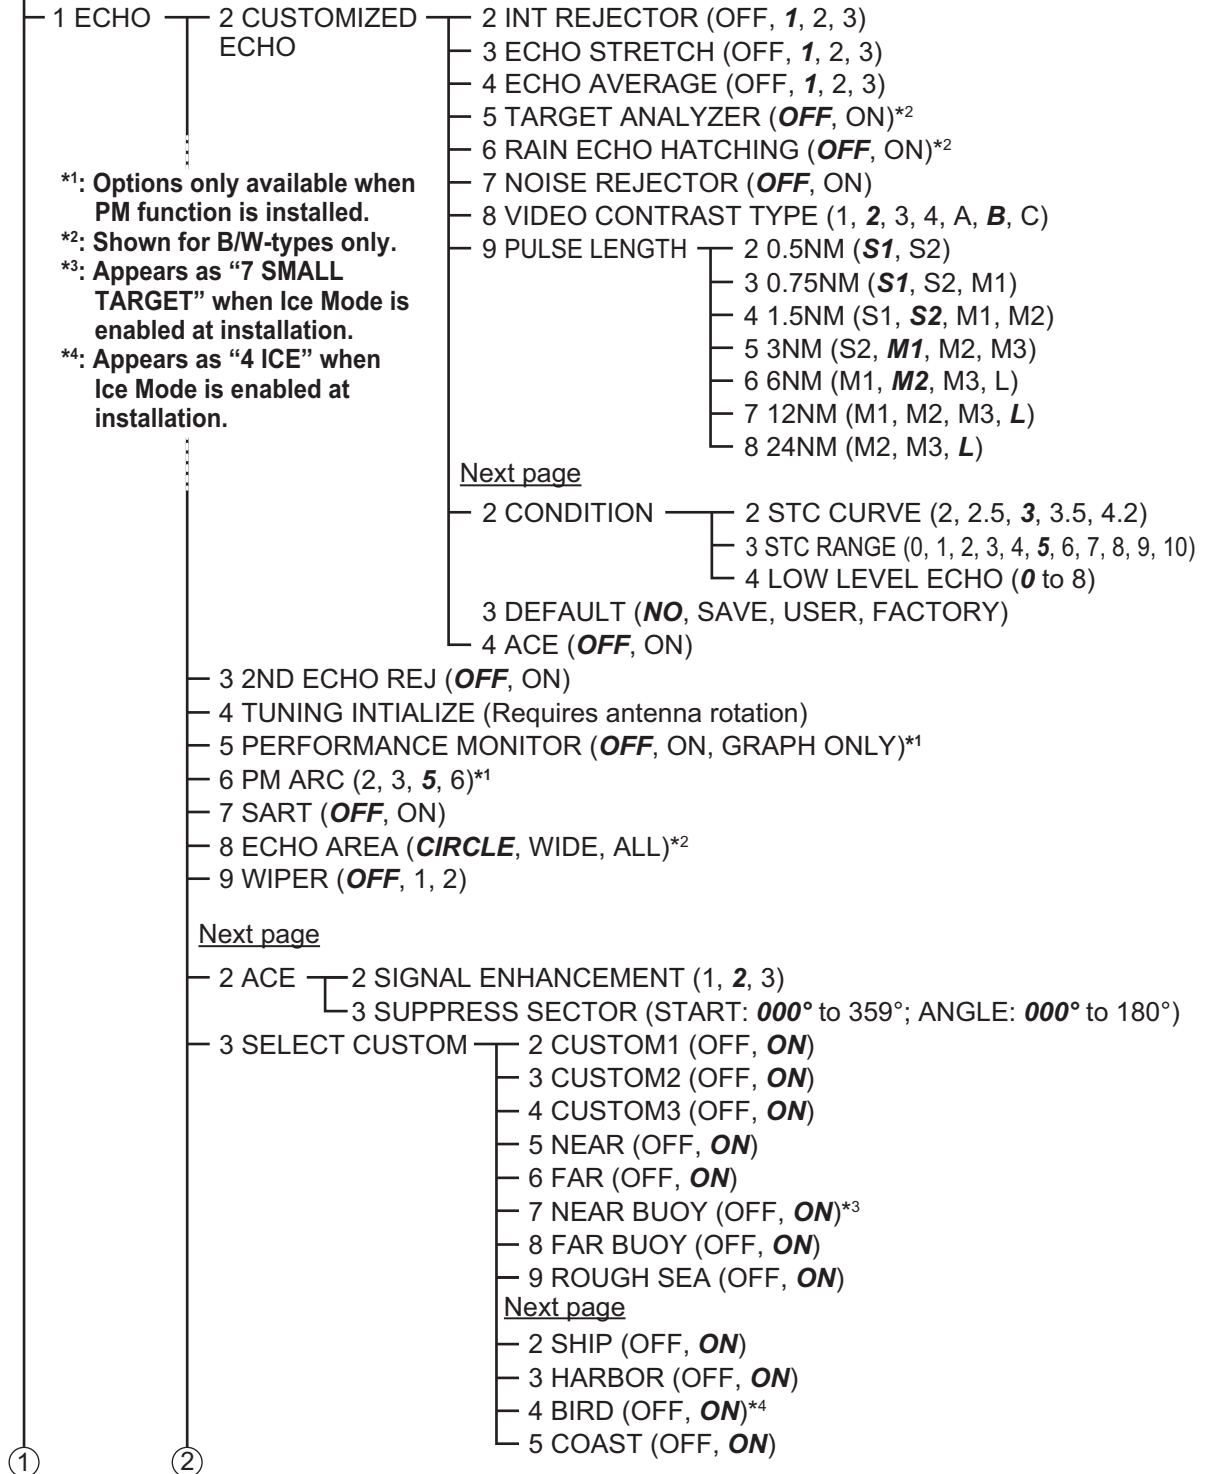 1 ECHO
2 CUSTOMIZED
ECHO
2 INT REJECTOR (OFF, 1, 2, 3)
3 ECHO STRETCH (OFF, 1, 2, 3)
4 ECHO AVERAGE (OFF, 1, 2, 3)
5 TARGET ANALYZER (OFF, ON)*2
6 RAIN ECHO HATCHING (OFF, ON)*2
7 NOISE REJECTOR (OFF, ON)
8 VIDEO CONTRAST TYPE (1, 2, 3, 4, A, B, C)
9 PULSE LENGTH
2 0.5NM (S1, S2)
3 0.75NM (S1, S2, M1)
4 1.5NM (S1, S2, M1, M2)
5 3NM (S2, M1, M2, M3)
6 6NM (M1, M2, M3, L)
7 12NM (M1, M2, M3, L)
8 24NM (M2, M3, L)
*1: Options only available when
PM function is installed.
*2: Shown for B/W-types only.
*3: Appears as “7 SMALL
TARGET” when Ice Mode is
enabled at installation.
*4: Appears as “4 ICE” when
Ice Mode is enabled at
installation.
Next page
2 CONDITION
2 STC CURVE (2, 2.5, 3, 3.5, 4.2)
3 STC RANGE (0, 1, 2, 3, 4, 5, 6, 7, 8, 9, 10)
4 LOW LEVEL ECHO (0 to 8)
3 DEFAULT (NO, SAVE, USER, FACTORY)
4 ACE (OFF, ON)
3 2ND ECHO REJ (OFF, ON)
4 TUNING INTIALIZE (Requires antenna rotation)
5 PERFORMANCE MONITOR (OFF, ON, GRAPH ONLY)*1
6 PM ARC (2, 3, 5, 6)*1
7 SART (OFF, ON)
8 ECHO AREA (CIRCLE, WIDE, ALL)*2
9 WIPER (OFF, 1, 2)
Next page
2 ACE
2 SIGNAL ENHANCEMENT (1, 2, 3)
3 SUPPRESS SECTOR (START: 000° to 359°; ANGLE: 000° to 180°)
3 SELECT CUSTOM
2 CUSTOM1 (OFF, ON)
3 CUSTOM2 (OFF, ON)
4 CUSTOM3 (OFF, ON)
5 NEAR (OFF, ON)
6 FAR (OFF, ON)
7 NEAR BUOY (OFF, ON)*3
8 FAR BUOY (OFF, ON)
9 ROUGH SEA (OFF, ON)
Next page
2 SHIP (OFF, ON)
3 HARBOR (OFF, ON)
4 BIRD (OFF, ON)*4
5 COAST (OFF, ON)
1
2